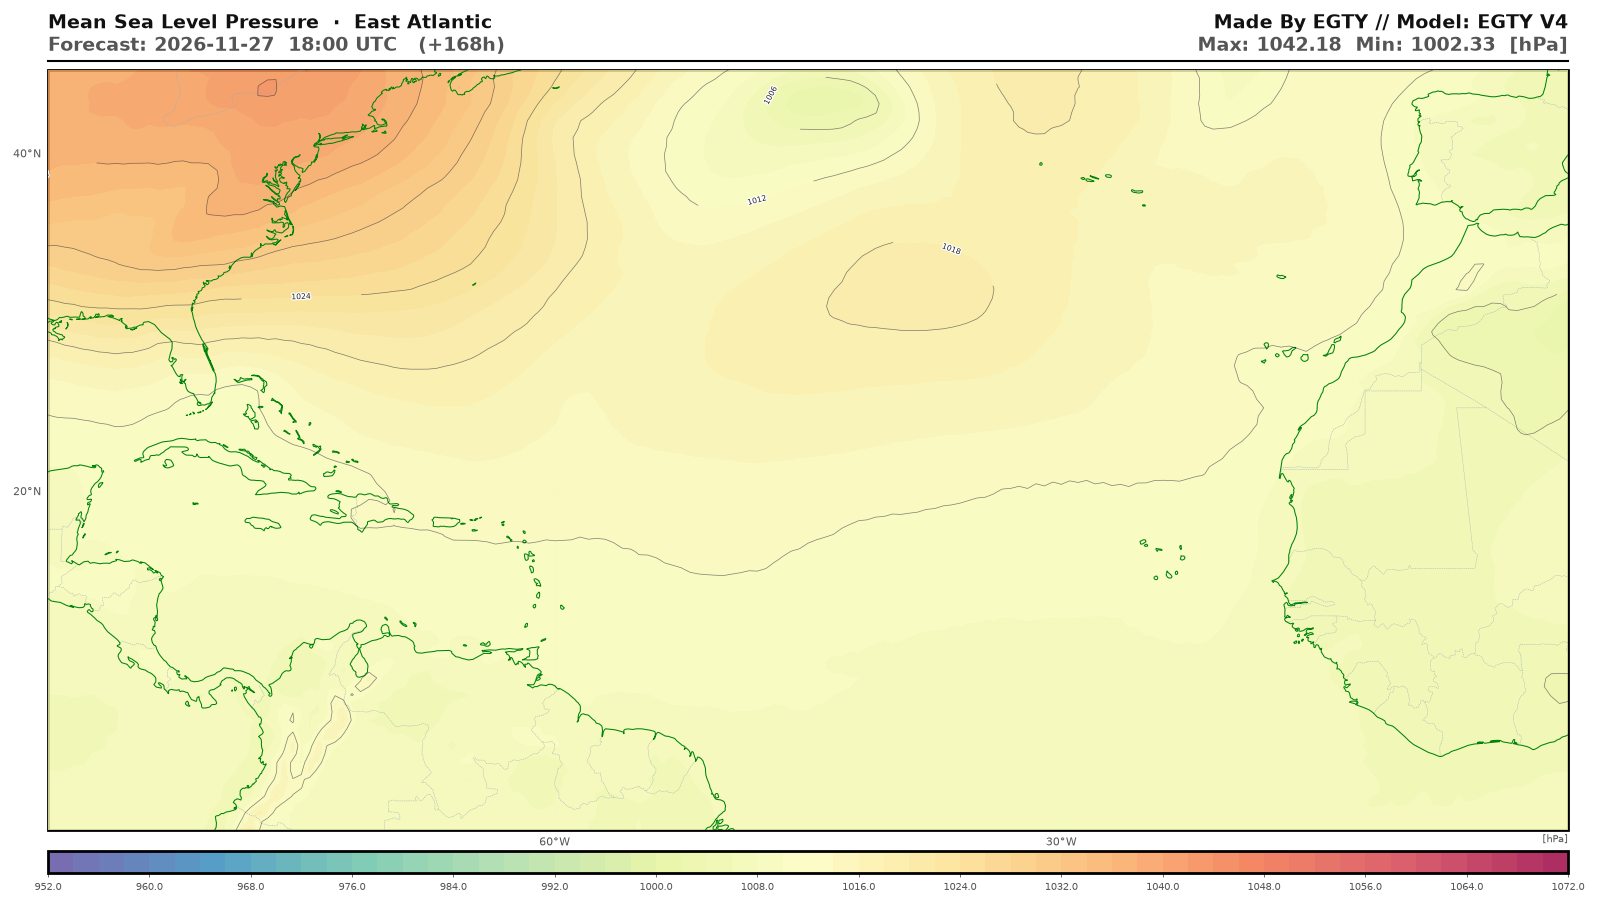 Mean Sea Level Pressure · East Atlantic
Made By EGTY // Model: EGTY V4
Forecast: 2026-11-27 18:00 UTC (+168h)
Max: 1042.18 Min: 1002.33 [hPa]
1006
40°N
1012
1018
1024
20°N
60°W
30°W
[hPa]
952.0
960.0
968.0
976.0
984.0
992.0
1000.0
1008.0
1016.0
1024.0
1032.0
1040.0
1048.0
1056.0
1064.0
1072.0